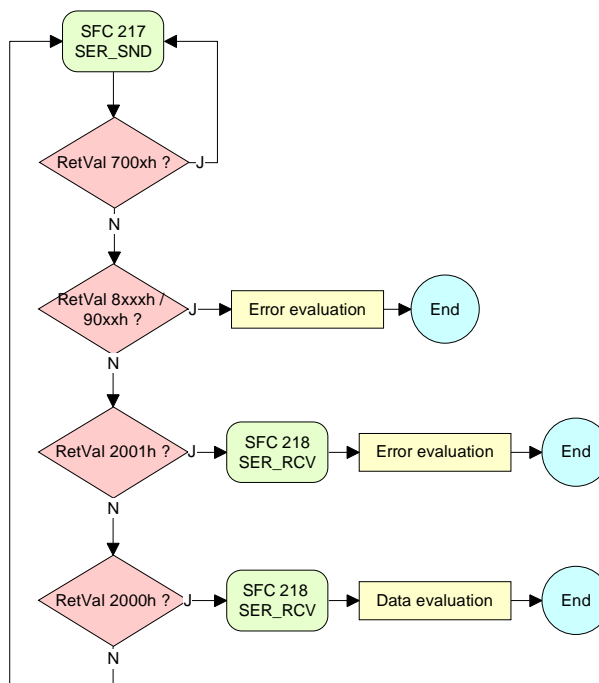 SFC 217
SER_SND
RetVal 700xh ?
J
N
RetVal 8xxxh /
90xxh ?
J
Error evaluation
End
N
RetVal 2001h ?
J
SFC 218
SER_RCV
Error evaluation
End
N
RetVal 2000h ?
J
SFC 218
SER_RCV
Data evaluation
End
N